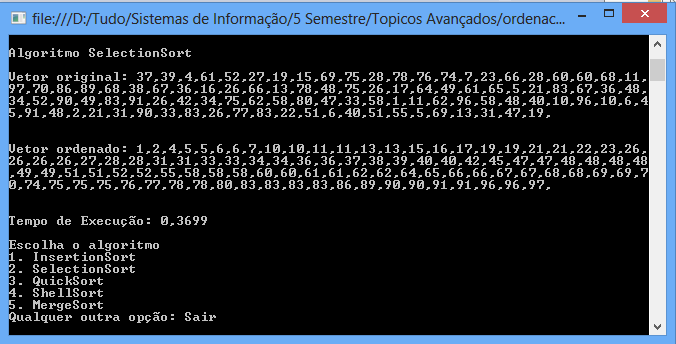 file:///D:/Tudo/Sistemas de Informação/5 Semestre/Topicos Avançados/ordenac...
Algoritmo SelectionSort
Vetor original: 37,39,4,61,52,27,19,15,69,75,28,78,76,74,7,23,66,28,60,60,68,11,
97,70,86,89,68,38,67,36,16,26,66,13,78,48,75,26,17,64,49,61,65,5,21,83,67,36,48,
34,52,90,49,83,91,26,42,34,75,62,58,80,47,33,58,1,11,62,96,58,48,40,10,96,10,6,4
5,91,48,2,21,31,90,33,83,26,77,83,22,51,6,40,51,55,5,69,13,31,47,19,
Vetor ordenado: 1,2,4,5,5,6,6,7,10,10,11,11,13,13,15,16,17,19,19,21,21,22,23,26,
26,26,26,27,28,28,31,31,33,33,34,34,36,36,37,38,39,40,40,42,45,47,47,48,48,48,48
,49,49,51,51,52,52,55,58,58,58,60,60,61,61,62,62,64,65,66,66,67,67,68,68,69,69,7
0,74,75,75,75,76,77,78,78,80,83,83,83,83,86,89,90,90,91,91,96,96,97,
Tempo de Execução: 0,3699
Escolha o algoritmo
1. InsertionSort
2. SelectionSort
3. QuickSort
4. ShellSort
5. MergeSort
Qualquer outra opção: Sair